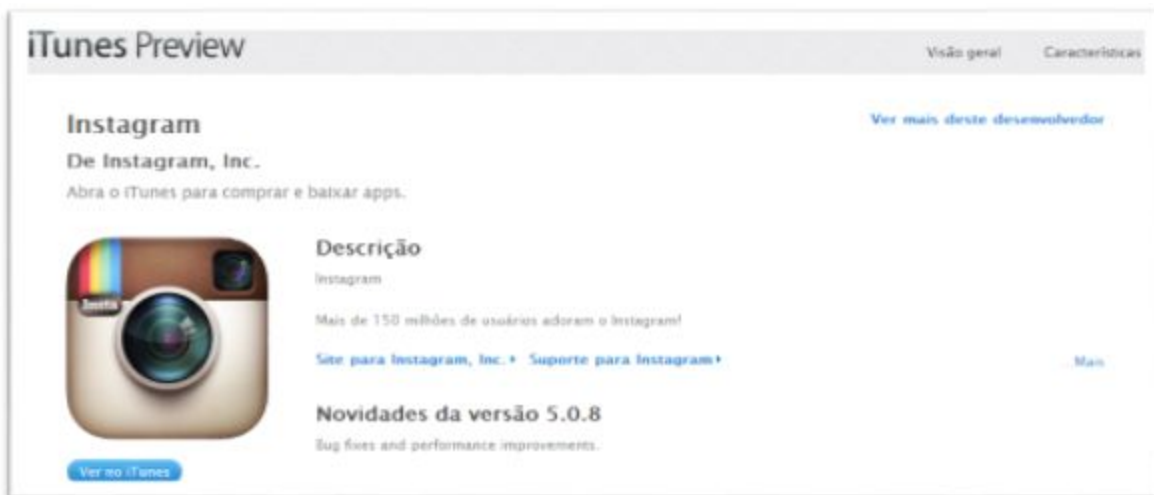 iTunes Preview
Visão geral Características
Instagram
Ver mais deste desenvolvedor
De Instagram, Inc.
Abra o iTunes para comprar e baixar apps.
Insta
Descrição
Instagram
Mais de 150 milhões de usuários adoram o Instagram!
Site para Instagram, Inc. Suporte para Instagram
...Mais
Novidades da versão 5.0.8
Bug fixes and performance improvements.
Ver no iTunes